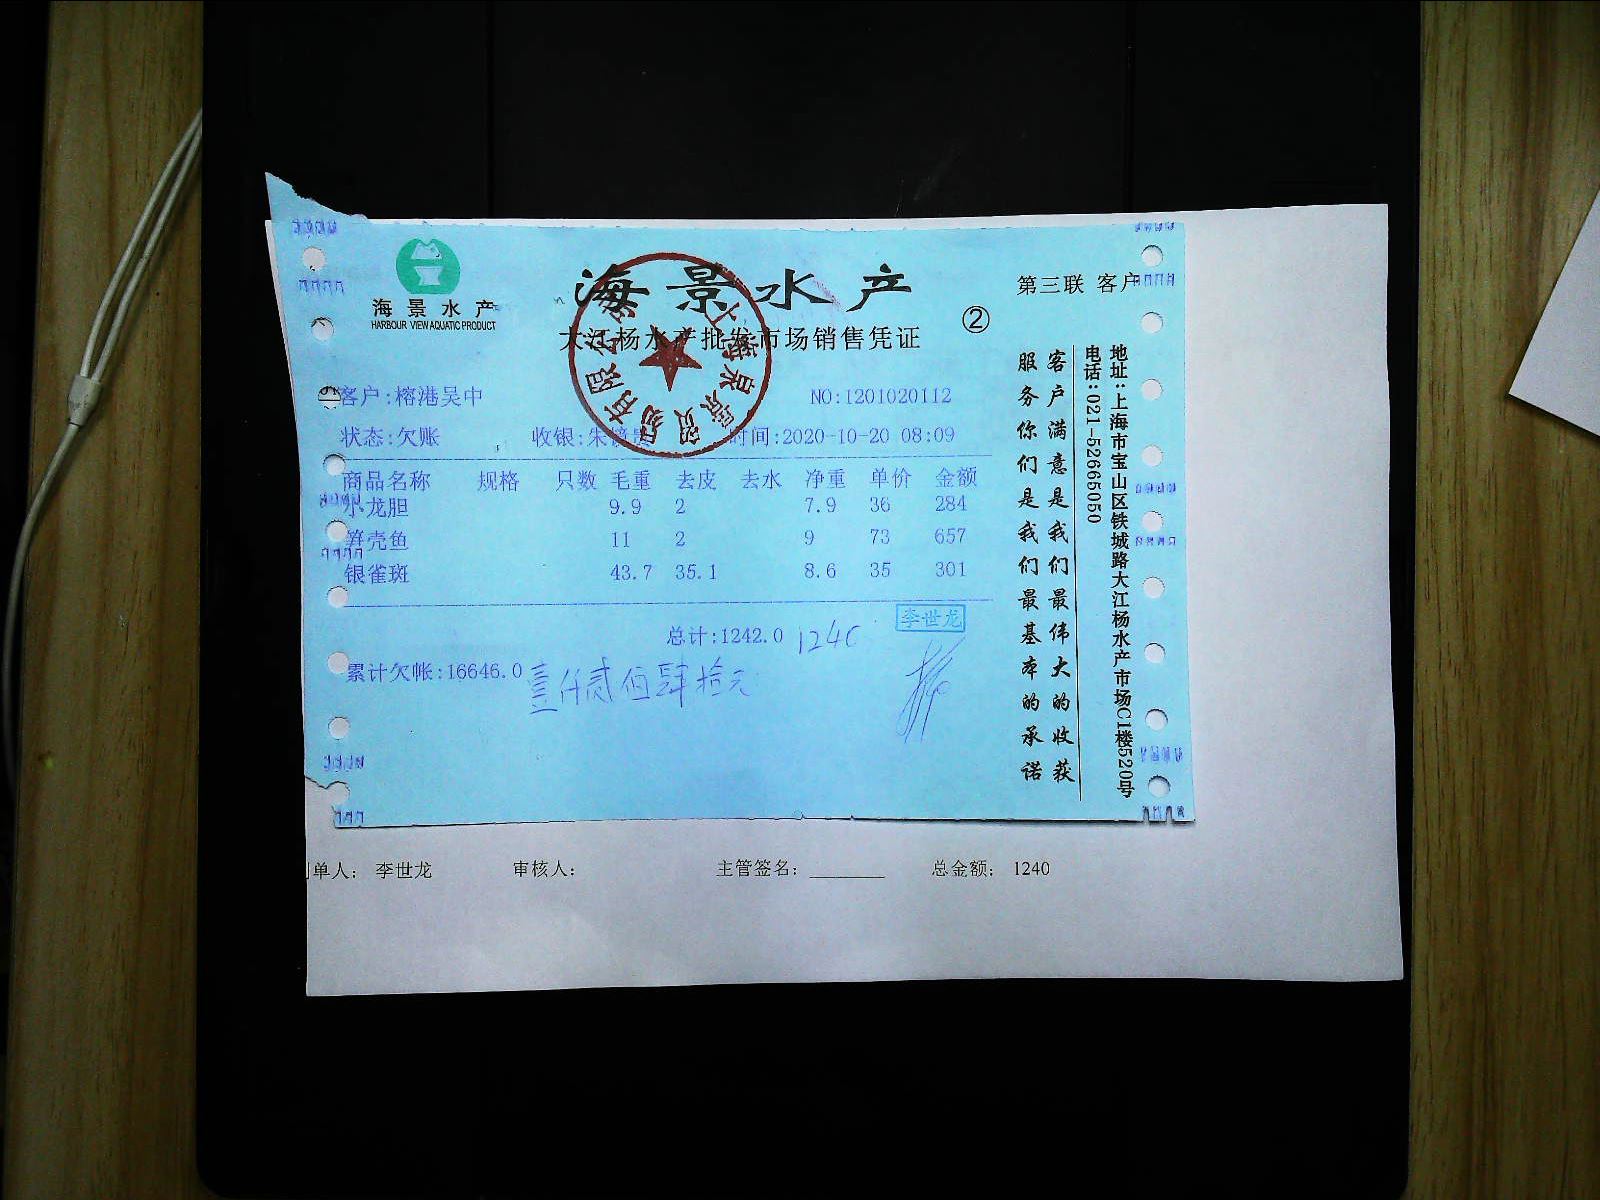 海景水产
HARBOUR VIEW AQUATIC PRODUCT
海景水产
大江杨水产批发市场销售凭证
②
第三联 客户
客户:榕港吴中
NO:1201020112
状态:欠账 收银:朱 时间:2020-10-20 08:09
商品名称 规格 只数 毛重 去皮 去水 净重 单价 金额
小龙胆 9.9 2 7.9 36 284
笋壳鱼 11 2 9 73 657
银雀斑 43.7 35.1 8.6 35 301
李世龙
总计:1242.0 1240
累计欠帐:16646.0 壹仟贰佰肆拾元
客户满意是我们最伟大的收获
服务你们是我们最基本的承诺
地址:上海市宝山区铁城路大江杨水产市场C1楼520号
电话:021-52665050
单人: 李世龙 审核人: 主管签名: 总金额: 1240